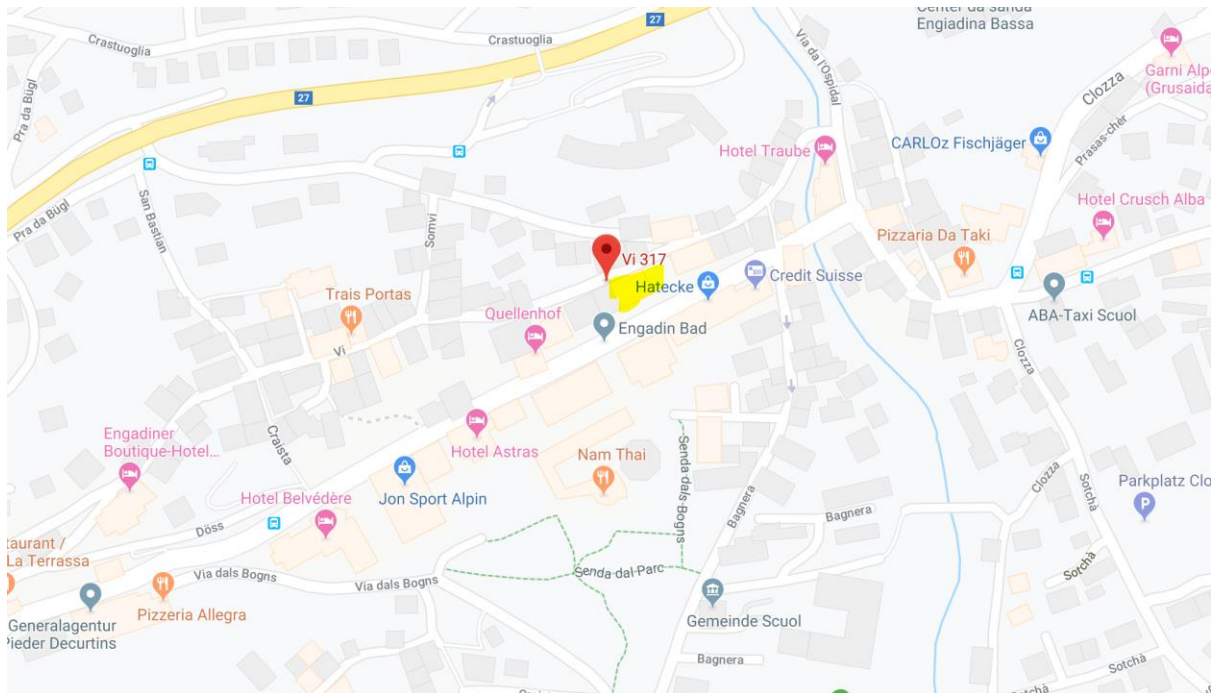 Center da sanda
Engiadina Bassa
27
Crastuoglia
Crastuoglia
Via da l'Ospidal
Garni Alpe
(Grusaida
Clozza
27
Pra da Bügl
Prasas-chèr
CARLOz Fischjäger
Hotel Traube
Hotel Crusch Alba
San Bastian
Somvi
Pra da Bügl
Pizzaria Da Taki
Vi 317
Credit Suisse
Hatecke
Trais Portas
ABA-Taxi Scuol
Quellenhof
Engadin Bad
Vi
Clozza
Engadiner
Boutique-Hotel...
Craista
Hotel Astras
Nam Thai
Senda dals Bogns
Clozza
Parkplatz Clo
Sotchà
Jon Sport Alpin
Hotel Belvédère
Bagnera
Bagnera
Döss
taurant /
La Terrassa
Via dals Bogns
Via dals Bogns
Senda dal Parc
Sotchà
Pizzeria Allegra
Generalagentur
Pieder Decurtins
Gemeinde Scuol
P
Bagnera
Sotchà